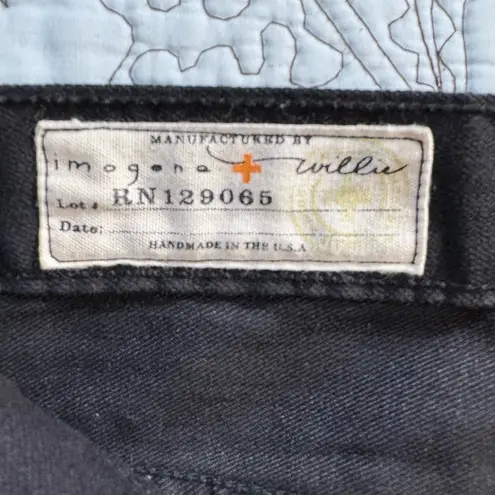 MANUFACTURED BY
imogene + willie
Lot # RN129065
Date:
HANDMADE IN THE U.S.A